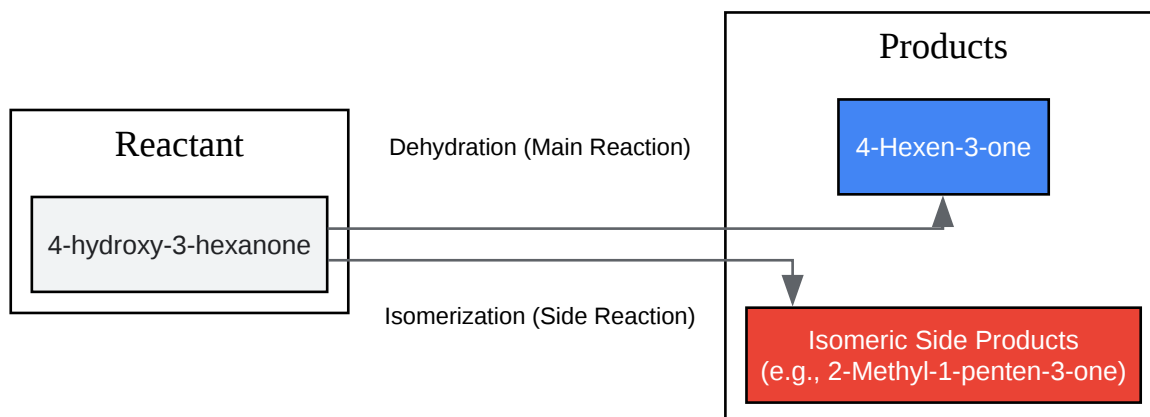 Products
Reactant
Dehydration (Main Reaction)
4-Hexen-3-one
4-hydroxy-3-hexanone
Isomerization (Side Reaction)
Isomeric Side Products
(e.g., 2-Methyl-1-penten-3-one)